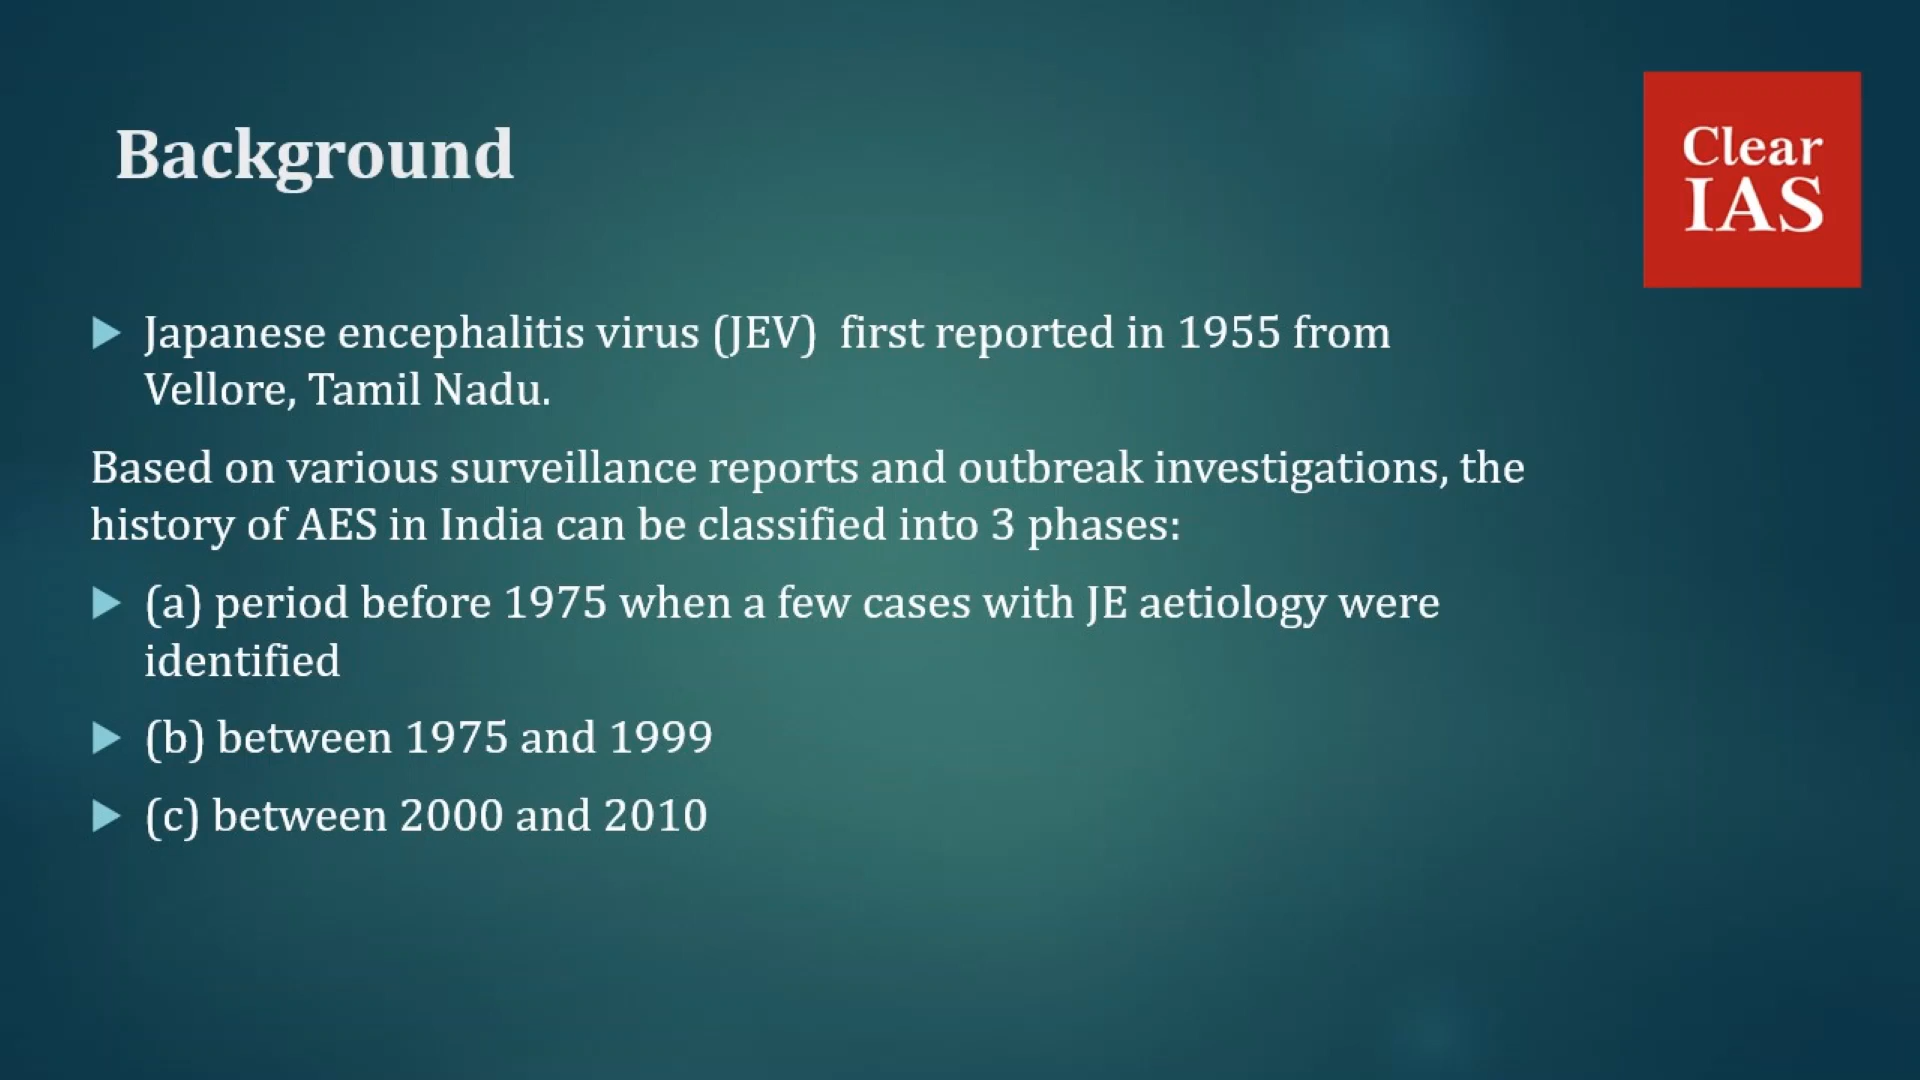 Background
Clear
IAS
Japanese encephalitis virus (JEV)  first reported in 1955 from
Vellore, Tamil Nadu.
Based on various surveillance reports and outbreak investigations, the
history of AES in India can be classified into 3 phases:
(a) period before 1975 when a few cases with JE aetiology were
identified
(b) between 1975 and 1999
(c) between 2000 and 2010